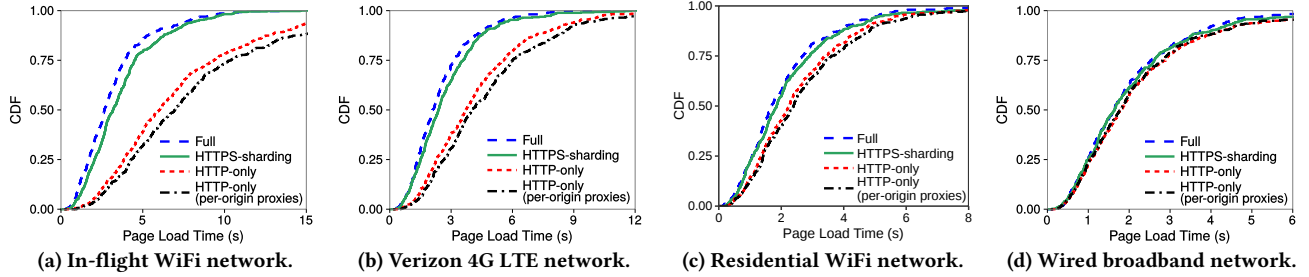 1.00
0.75
0.50
0.25
0.00
CDF
Full
HTTPS-sharding
HTTP-only
HTTP-only
(per-origin proxies)
0 5 10 15
Page Load Time (s)
(a) In-flight WiFi network.
1.00
0.75
0.50
0.25
0.00
CDF
Full
HTTPS-sharding
HTTP-only
HTTP-only
(per-origin proxies)
0 3 6 9 12
Page Load Time (s)
(b) Verizon 4G LTE network.
1.00
0.75
0.50
0.25
0.00
CDF
Full
HTTPS-sharding
HTTP-only
HTTP-only
(per-origin proxies)
0 2 4 6 8
Page Load Time (s)
(c) Residential WiFi network.
1.00
0.75
0.50
0.25
0.00
CDF
Full
HTTPS-sharding
HTTP-only
HTTP-only
(per-origin proxies)
0 1 2 3 4 5 6
Page Load Time (s)
(d) Wired broadband network.